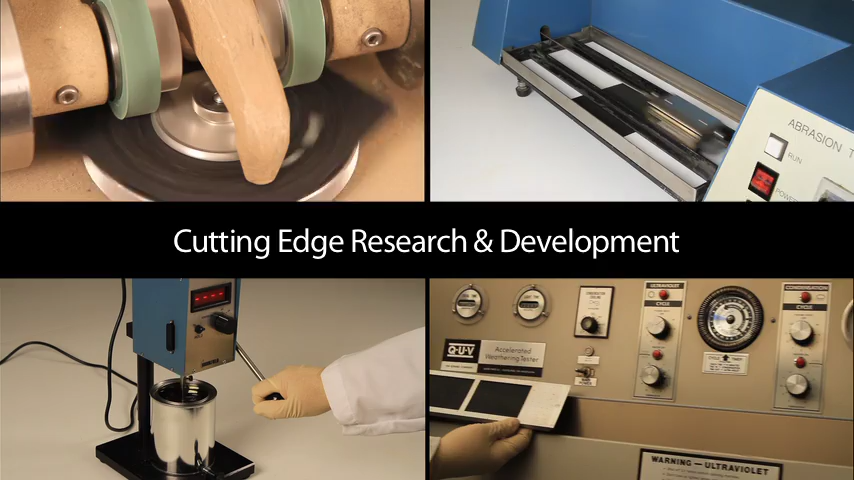 ABRASION T
RUN
POWER
Cutting Edge Research & Development
ULTRAVIOLET
CYCLE
CONDENSATION
CYCLE
Q-U-V
Accelerated
Weathering Tester
WARNING — ULTRAVIOLET